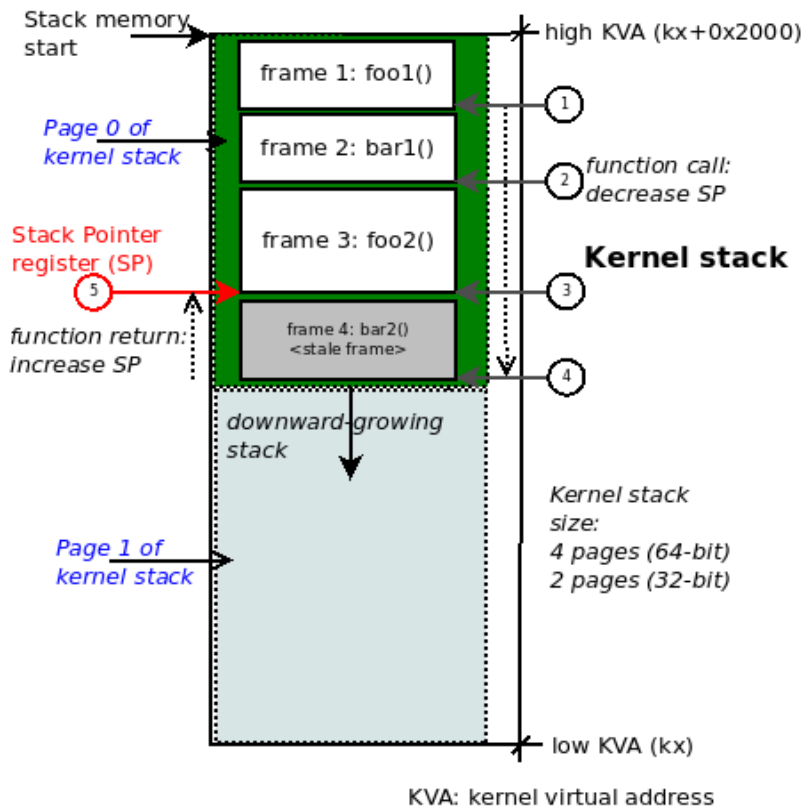 Stack memory
start
high KVA (kx+0x2000)
frame 1: foo1()
1
Page 0 of
kernel stack
frame 2: bar1()
2
function call:
decrease SP
Stack Pointer
register (SP)
frame 3: foo2()
Kernel stack
5
3
function return:
increase SP
frame 4: bar2()
<stale frame>
4
downward-growing
stack
Kernel stack
size:
4 pages (64-bit)
2 pages (32-bit)
Page 1 of
kernel stack
low KVA (kx)
KVA: kernel virtual address